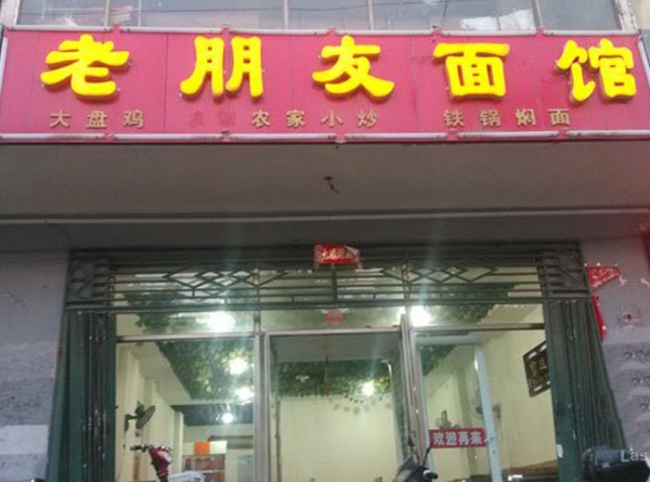 老朋友面馆
大盘鸡 农家小炒 铁锅焖面
欢迎再来